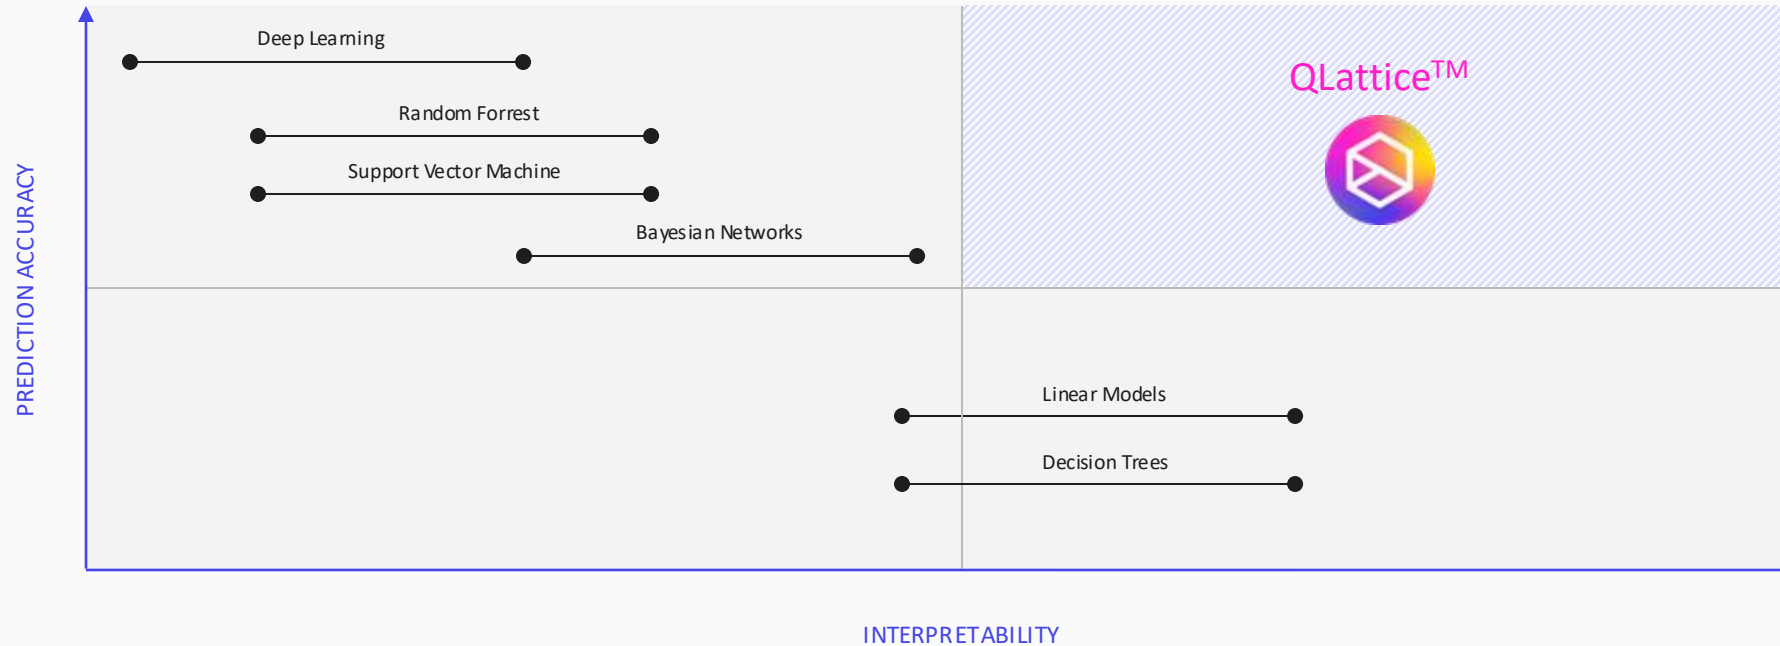 Deep Learning
QLattice™
Random Forrest
Support Vector Machine
Bayesian Networks
PREDICTION ACCURACY
Linear Models
Decision Trees
INTERPRETABILITY